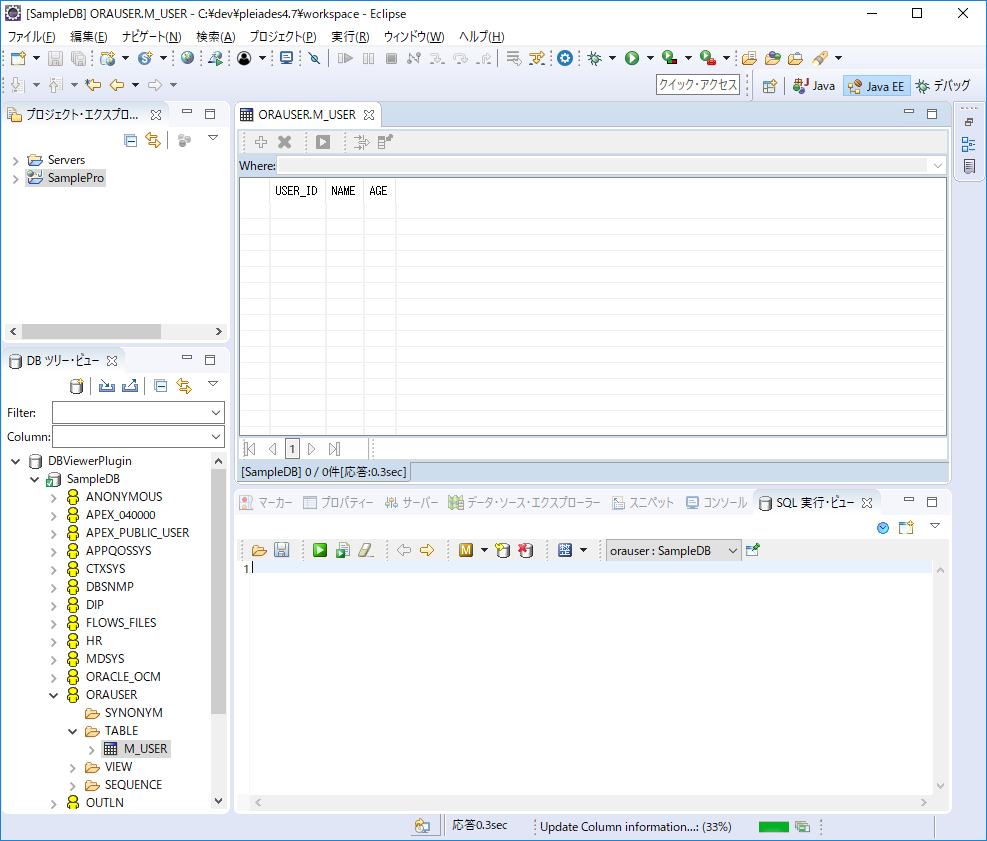 [SampleDB] ORAUSER.M_USER - C:¥dev¥pleiades4.7¥workspace - Eclipse
ファイル(F) 編集(E) ナビゲート(N) 検索(A) プロジェクト(P) 実行(R) ウィンドウ(W) ヘルプ(H)
クイック・アクセス Java Java EE デバッグ
プロジェクト・エクスプロ...
Servers
SamplePro
ORAUSER.M_USER
Where:
USER_ID NAME AGE
1
[SampleDB] 0 / 0件[応答:0.3sec]
DB ツリー・ビュー
Filter:
Column:
DBViewerPlugin
SampleDB
ANONYMOUS
APEX_040000
APEX_PUBLIC_USER
APPQOSSYS
CTXSYS
DBSNMP
DIP
FLOWS_FILES
HR
MDSYS
ORACLE_OCM
ORAUSER
SYNONYM
TABLE
M_USER
VIEW
SEQUENCE
OUTLN
マーカー プロパティー サーバー データ・ソース・エクスプローラー スニペット コンソール SQL 実行・ビュー
M orauser : SampleDB
1
応答0.3sec Update Column information...: (33%)